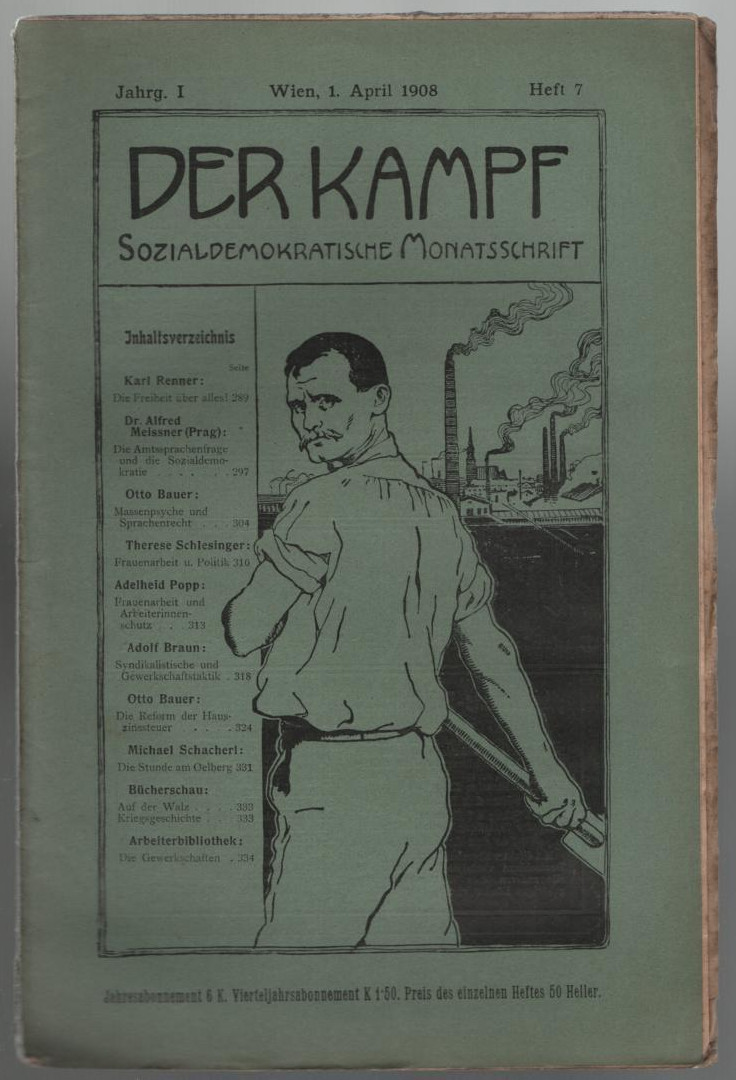 Jahrg. I Wien, 1. April 1908 Heft 7
DER KAMPF
SOZIALDEMOKRATISCHE MONATSSCHRIFT
Inhaltsverzeichnis
Seite
Karl Renner:
Die Freiheit über alles! 289
Dr. Alfred
Meissner (Prag):
Die Amtssprachenfrage
und die Sozialdemo-
kratie . . . . . . . 297
Otto Bauer:
Massenpsyche und
Sprachenrecht . . . 304
Therese Schlesinger:
Frauenarbeit u. Politik 310
Adelheid Popp:
Frauenarbeit und
Arbeiterinnen-
schutz . . . 313
Adolf Braun:
Syndikalistische und
Gewerkschaftstaktik . 318
Otto Bauer:
Die Reform der Haus-
zinssteuer . . . . 324
Michael Schacherl:
Die Stunde am Oelberg 331
Bücherschau:
Auf der Walz . . . . 333
Kriegsgeschichte . . 333
Arbeiterbibliothek:
Die Gewerkschaften . 334
Jahresabonnement 6 K. Vierteljahrsabonnement K 1·50. Preis des einzelnen Heftes 50 Heller.